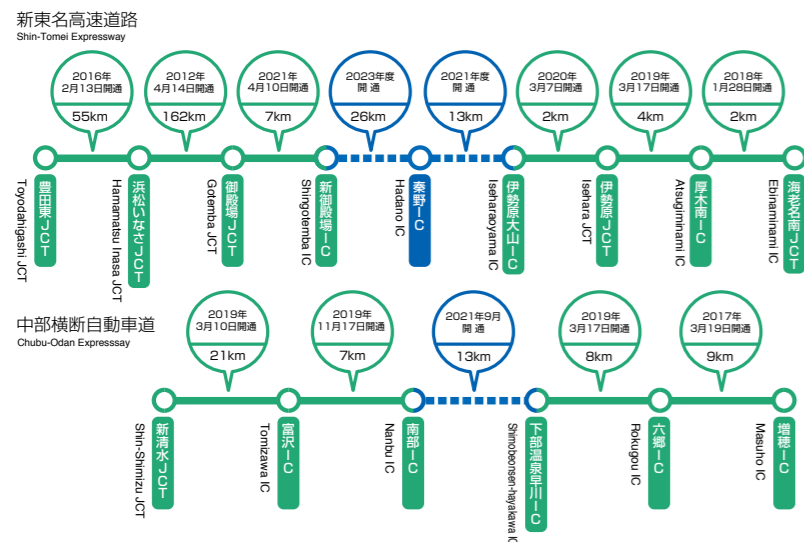 新東名高速道路
Shin-Tomei Expressway
2016年
2月13日開通
55km
2012年
4月14日開通
162km
2021年
4月10日開通
7km
2023年度
開 通
26km
2021年度
開 通
13km
2020年
3月7日開通
2km
2019年
3月17日開通
4km
2018年
1月28日開通
2km
豊田東JCT
Toyodahigashi JCT
浜松いなさJCT
Hamamatsu Inasa JCT
御殿場JCT
Gotemba JCT
新御殿場IC
Shingotemba IC
秦野IC
Hadano IC
伊勢原大山IC
Iseharaoyama IC
伊勢原JCT
Isehara JCT
厚木南IC
Atsugiminami IC
海老名南JCT
Ebinaminami IC
中部横断自動車道
Chubu-Odan Expresssay
2019年
3月10日開通
21km
2019年
11月17日開通
7km
2021年9月
開 通
13km
2019年
3月17日開通
8km
2017年
3月19日開通
9km
新清水JCT
Shin-Shimizu JCT
富沢IC
Tomizawa IC
南部IC
Nanbu IC
下部温泉早川IC
Shimobeonsen-hayakawa IC
六郷IC
Rokugou IC
増穂IC
Masuho IC